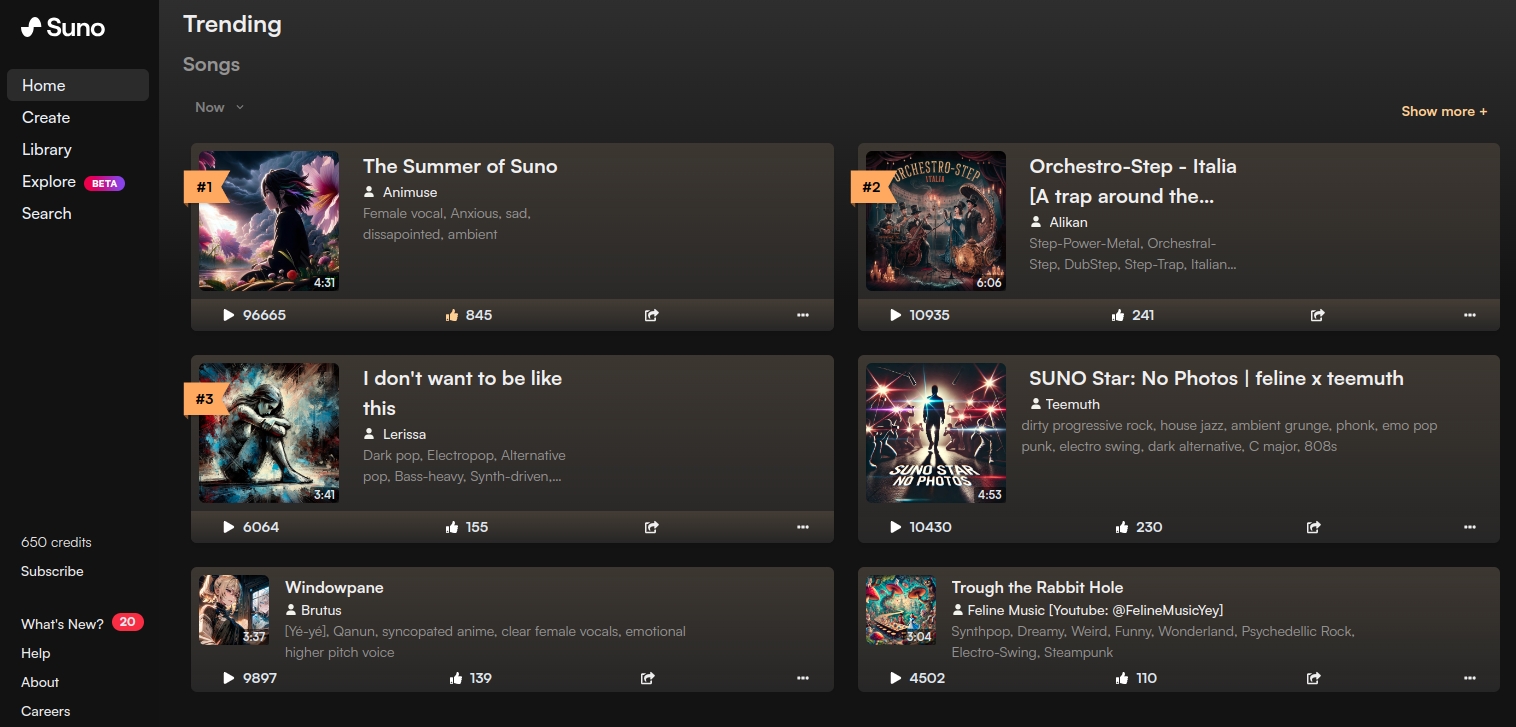 Suno
Home
Create
Library
Explore BETA
Search
650 credits
Subscribe
What's New? 20
Help
About
Careers
Trending
Songs
Now
Show more +
#1
4:31
The Summer of Suno
Animuse
Female vocal, Anxious, sad,
dissapointed, ambient
96665 845
#2
ORCHESTRO-STEP
ITALIA
6:06
Orchestro-Step - Italia
[A trap around the...
Alikan
Step-Power-Metal, Orchestral-
Step, DubStep, Step-Trap, Italian...
10935 241
#3
3:41
I don't want to be like
this
Lerissa
Dark pop, Electropop, Alternative
pop, Bass-heavy, Synth-driven,...
6064 155
SUNO STAR
NO PHOTOS
4:53
SUNO Star: No Photos | feline x teemuth
Teemuth
dirty progressive rock, house jazz, ambient grunge, phonk, emo pop
punk, electro swing, dark alternative, C major, 808s
10430 230
3:37
Windowpane
Brutus
[Yé-yé], Qanun, syncopated anime, clear female vocals, emotional
higher pitch voice
9897 139
3:04
Trough the Rabbit Hole
Feline Music [Youtube: @FelineMusicYey]
Synthpop, Dreamy, Weird, Funny, Wonderland, Psychedellic Rock,
Electro-Swing, Steampunk
4502 110